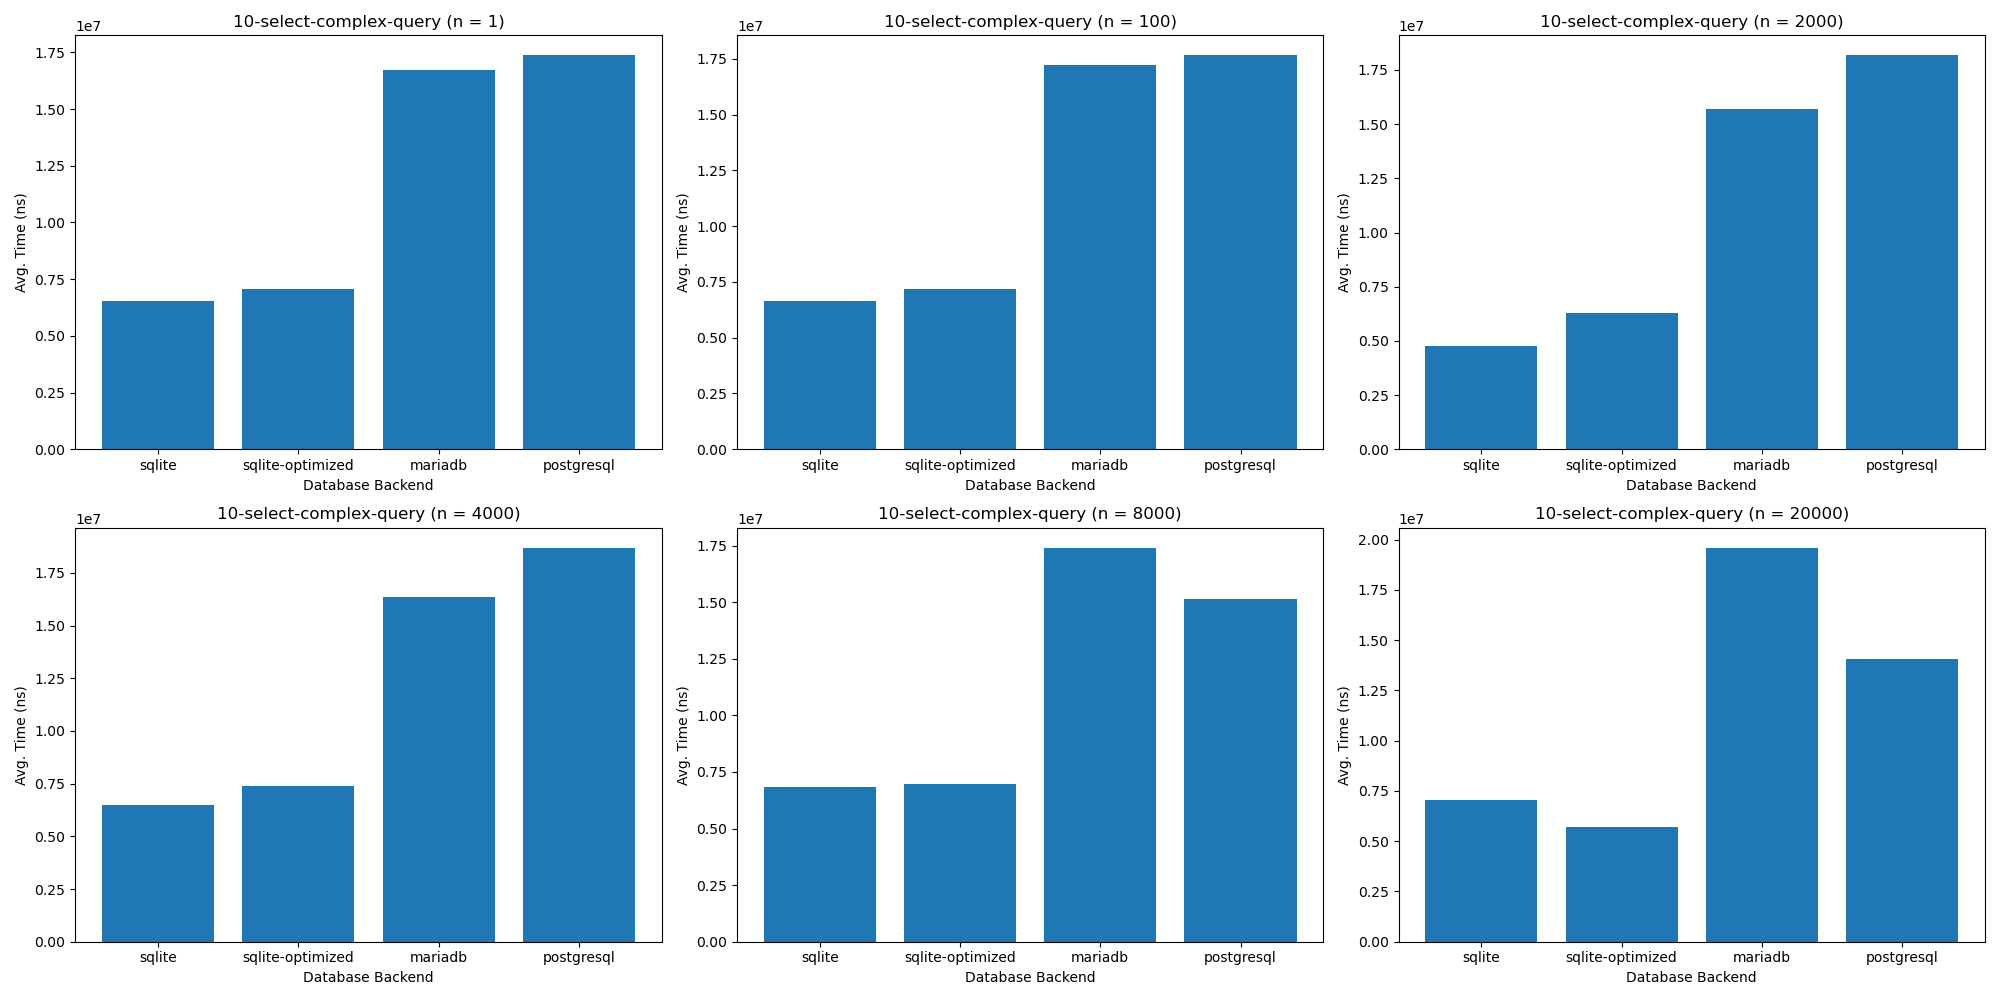 10-select-complex-query (n = 1)
1e7
1.75
1.50
1.25
1.00
0.75
0.50
0.25
0.00
Avg. Time (ns)
sqlite sqlite-optimized mariadb postgresql
Database Backend
10-select-complex-query (n = 100)
1e7
1.75
1.50
1.25
1.00
0.75
0.50
0.25
0.00
Avg. Time (ns)
sqlite sqlite-optimized mariadb postgresql
Database Backend
10-select-complex-query (n = 2000)
1e7
1.75
1.50
1.25
1.00
0.75
0.50
0.25
0.00
Avg. Time (ns)
sqlite sqlite-optimized mariadb postgresql
Database Backend
10-select-complex-query (n = 4000)
1e7
1.75
1.50
1.25
1.00
0.75
0.50
0.25
0.00
Avg. Time (ns)
sqlite sqlite-optimized mariadb postgresql
Database Backend
10-select-complex-query (n = 8000)
1e7
1.75
1.50
1.25
1.00
0.75
0.50
0.25
0.00
Avg. Time (ns)
sqlite sqlite-optimized mariadb postgresql
Database Backend
10-select-complex-query (n = 20000)
1e7
2.00
1.75
1.50
1.25
1.00
0.75
0.50
0.25
0.00
Avg. Time (ns)
sqlite sqlite-optimized mariadb postgresql
Database Backend